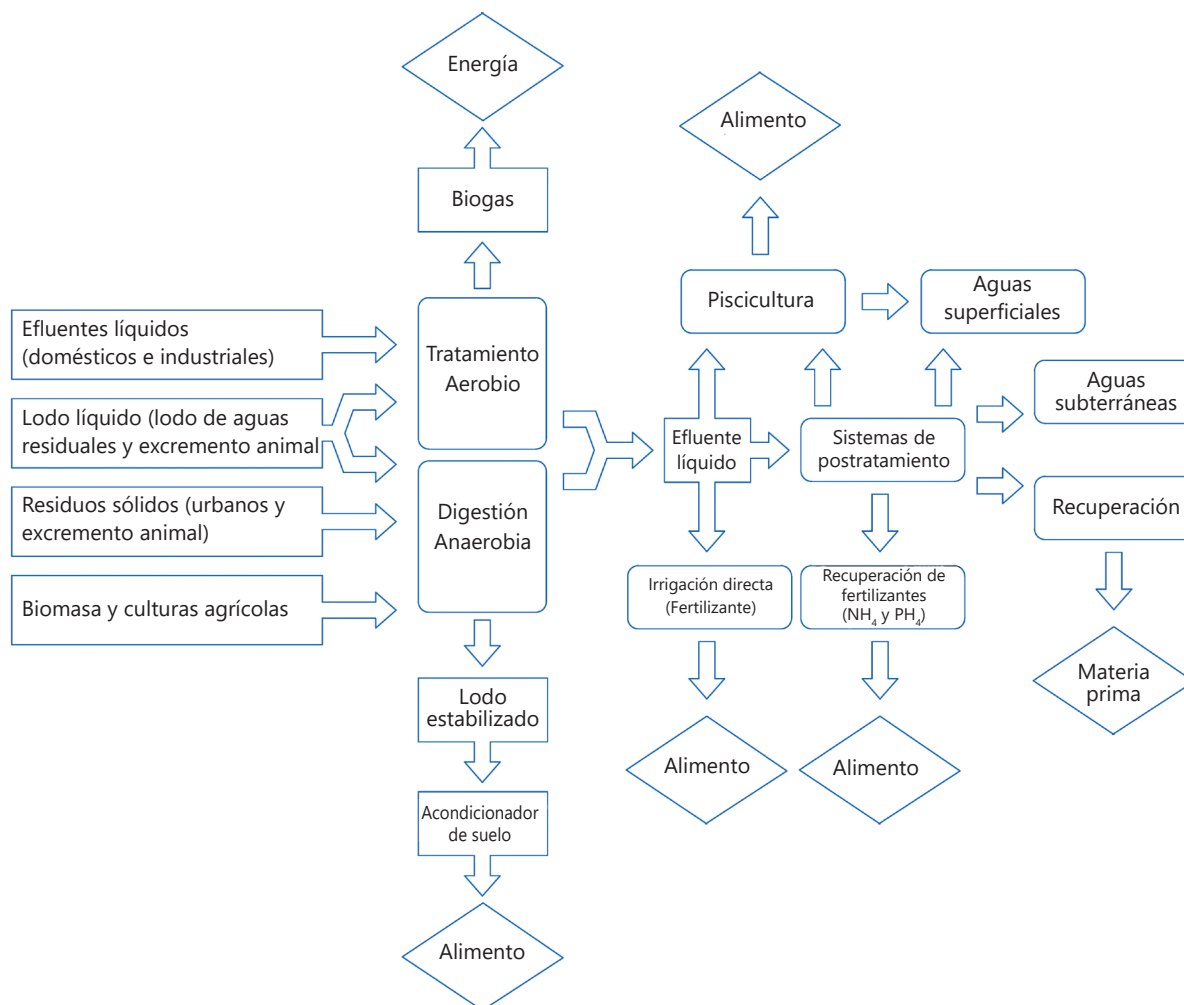 Energía
Alimento
Biogas
Piscicultura
Aguas
superficiales
Efluentes líquidos
(domésticos e industriales)
Tratamiento
Aerobio
Aguas
subterráneas
Lodo líquido (lodo de aguas
residuales y excremento animal
Efluente
líquido
Sistemas de
postratamiento
Residuos sólidos (urbanos y
excremento animal)
Digestión
Anaerobia
Recuperación
Biomasa y culturas agrícolas
Irrigación directa
(Fertilizante)
Recuperación de
fertilizantes
(NH₄ y PH₄)
Lodo
estabilizado
Materia
prima
Alimento
Alimento
Acondicionador
de suelo
Alimento